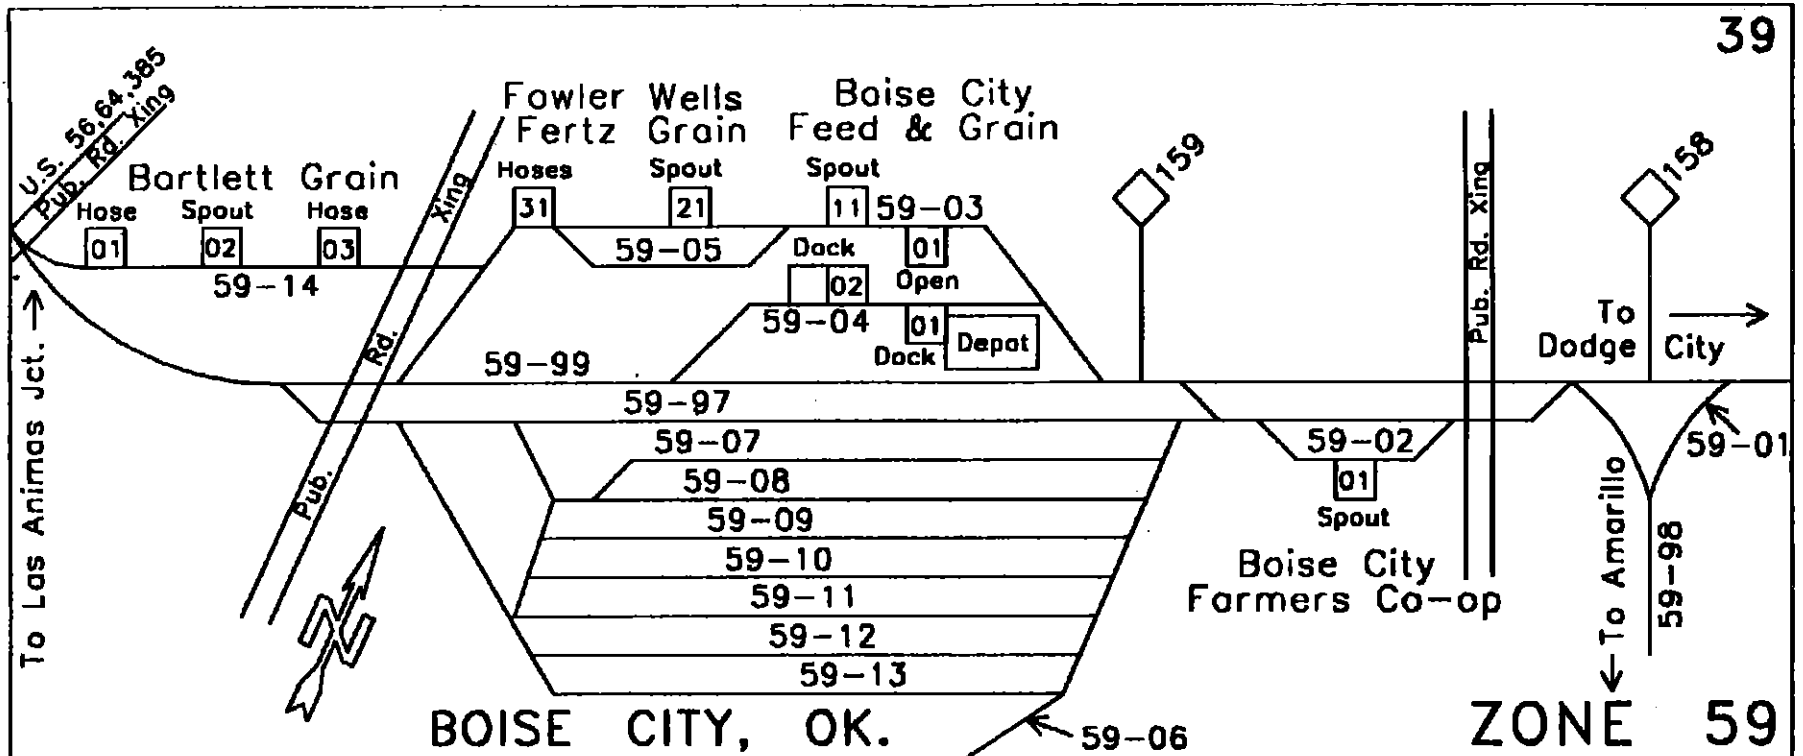 39
U.S. 56,64,385
Pub. Rd. Xing
Bartlett Grain
Hose
Spout
Hose
01
02
03
59-14
Fowler Wells
Fertz Grain
Hoses
Spout
31
21
Boise City
Feed & Grain
Spout
11
59-03
59-05
Dock
01
Open
02
59-04
01
Dock
Depot
Xing
Rd.
Pub.
159
158
Pub. Rd. Xing
To
Dodge City
59-99
59-97
59-07
59-08
59-09
59-10
59-11
59-12
59-13
59-06
59-02
01
Spout
Boise City
Farmers Co-op
59-01
59-98
To Amarillo
To Las Animas Jct.
N
BOISE CITY, OK.
ZONE 59